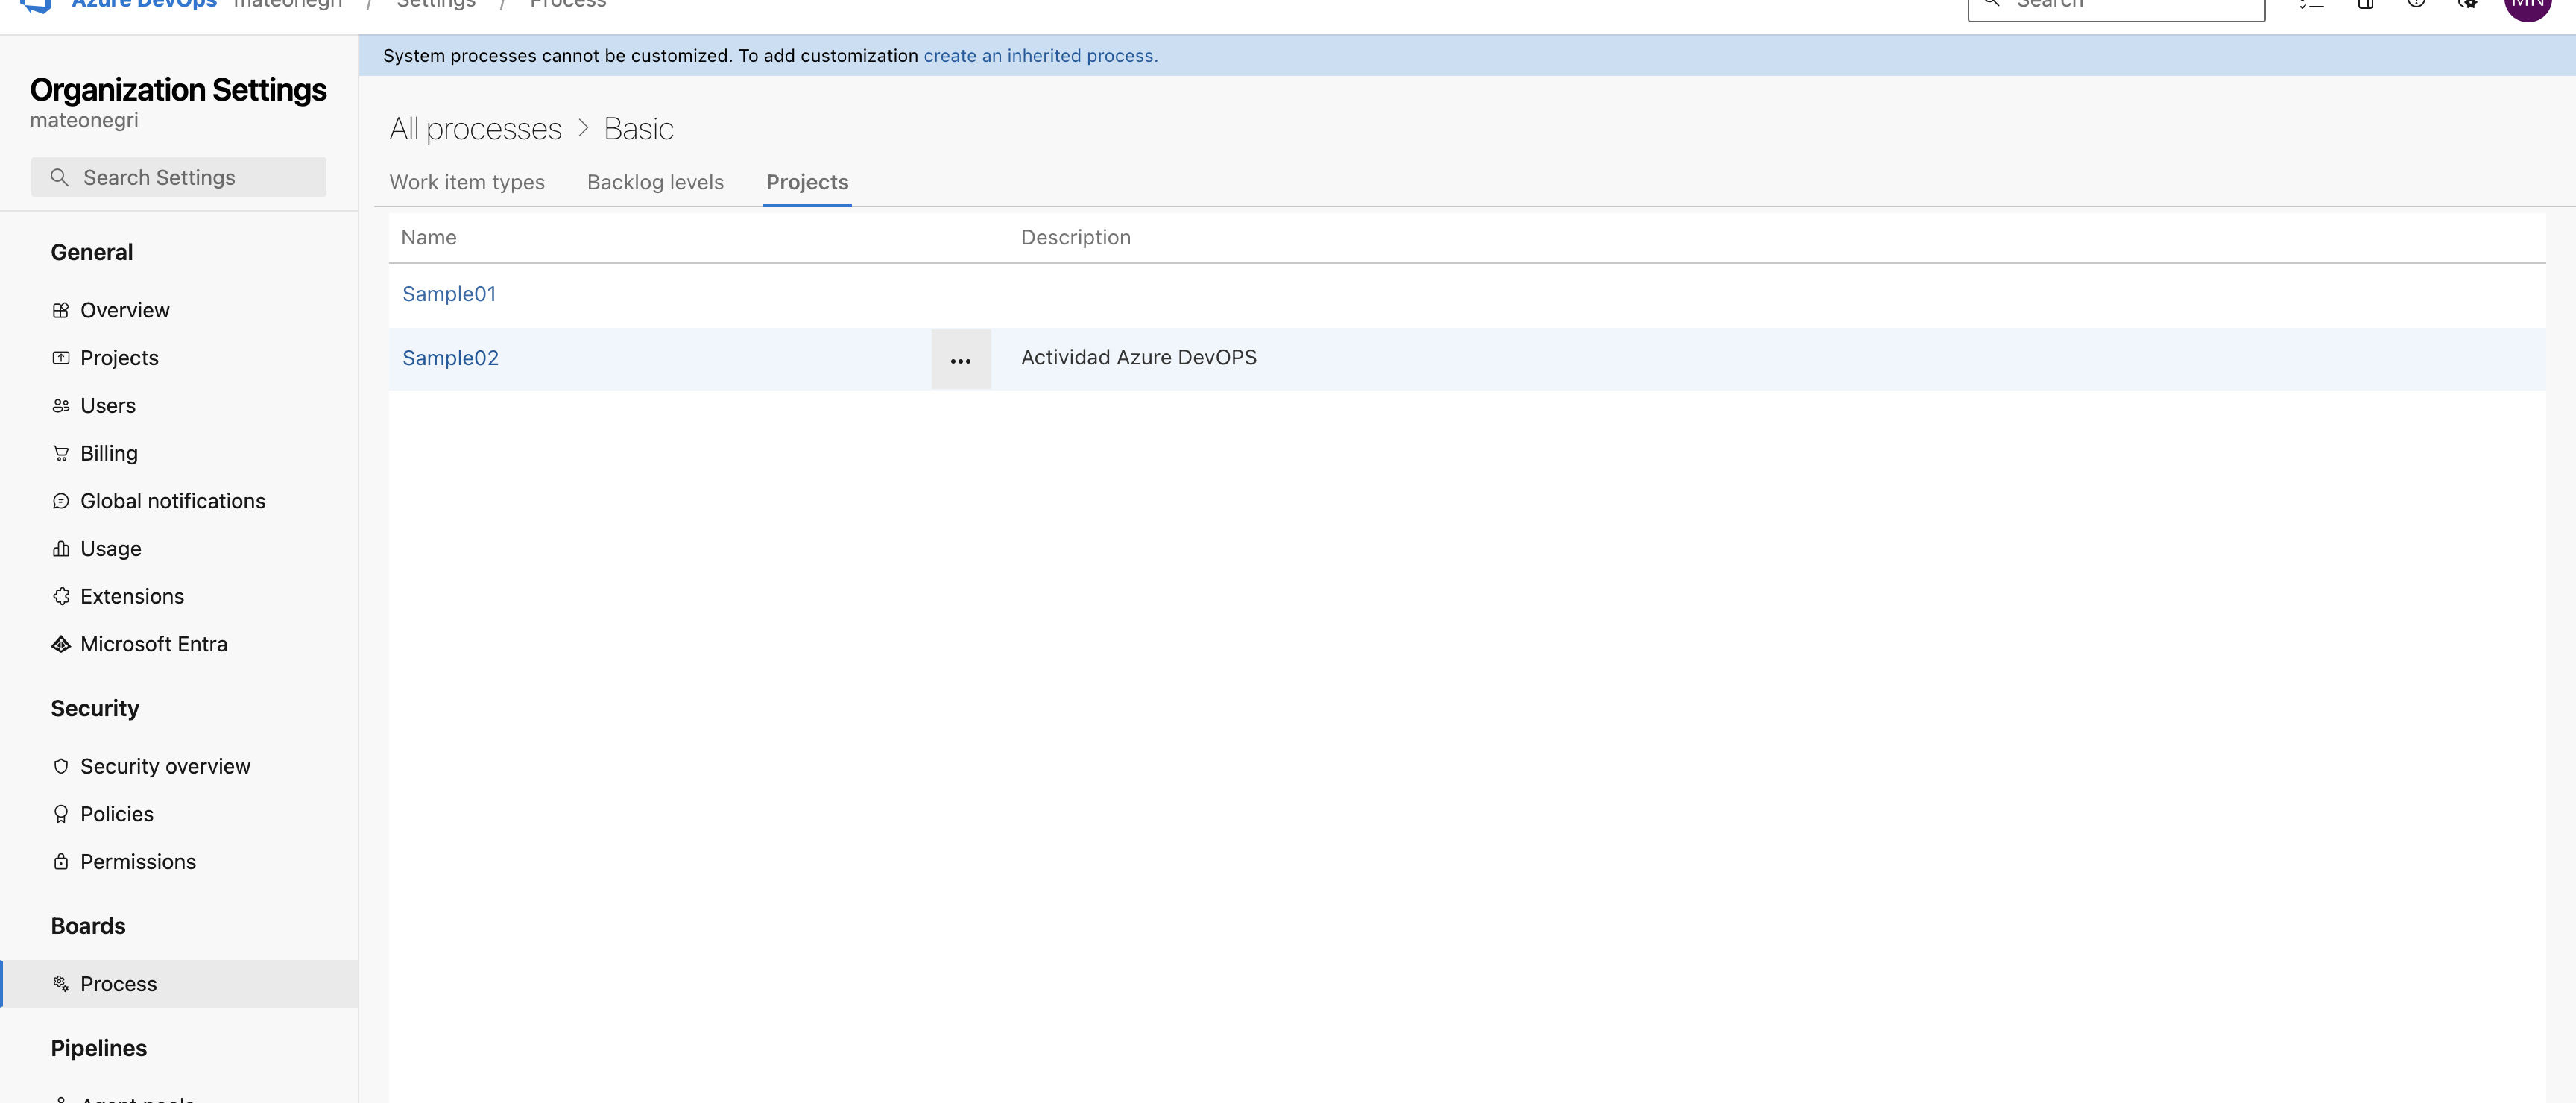 Azure DevOps mateonegri / Settings / Process
Search
MN
System processes cannot be customized. To add customization create an inherited process.
Organization Settings
mateonegri
Search Settings
General
Overview
Projects
Users
Billing
Global notifications
Usage
Extensions
Microsoft Entra
Security
Security overview
Policies
Permissions
Boards
Process
Pipelines
Agent pools
All processes > Basic
Work item types Backlog levels Projects
Name Description
Sample01
Sample02 ... Actividad Azure DevOPS